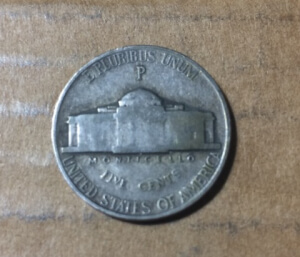 E PLURIBUS UNUM
P
MONTICELLO
FIVE CENTS
UNITED STATES OF AMERICA